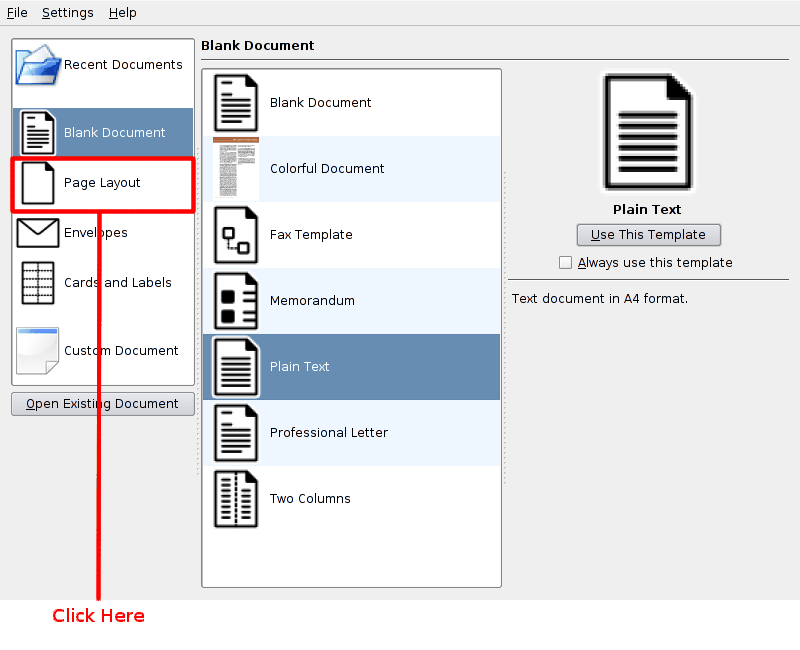 File Settings Help
Recent Documents
Blank Document
Page Layout
Envelopes
Cards and Labels
Custom Document
Open Existing Document
Blank Document
Blank Document
Colorful Document
Fax Template
Memorandum
Plain Text
Professional Letter
Two Columns
Plain Text
Use This Template
Always use this template
Text document in A4 format.
Click Here